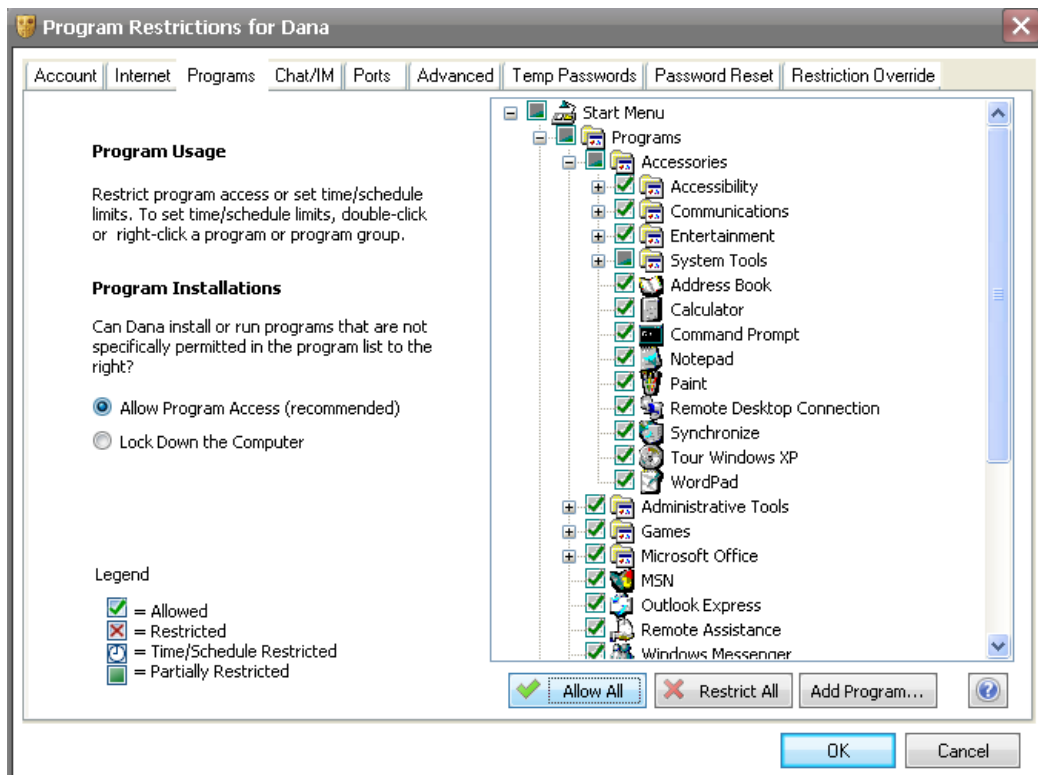 Program Restrictions for Dana
Account Internet Programs Chat/IM Ports Advanced Temp Passwords Password Reset Restriction Override
Program Usage
Restrict program access or set time/schedule
limits. To set time/schedule limits, double-click
or right-click a program or program group.
Program Installations
Can Dana install or run programs that are not
specifically permitted in the program list to the
right?
Allow Program Access (recommended)
Lock Down the Computer
Legend
= Allowed
= Restricted
= Time/Schedule Restricted
= Partially Restricted
Start Menu
Programs
Accessories
Accessibility
Communications
Entertainment
System Tools
Address Book
Calculator
Command Prompt
Notepad
Paint
Remote Desktop Connection
Synchronize
Tour Windows XP
WordPad
Administrative Tools
Games
Microsoft Office
MSN
Outlook Express
Remote Assistance
Windows Messenger
Allow All Restrict All Add Program... ?
OK Cancel